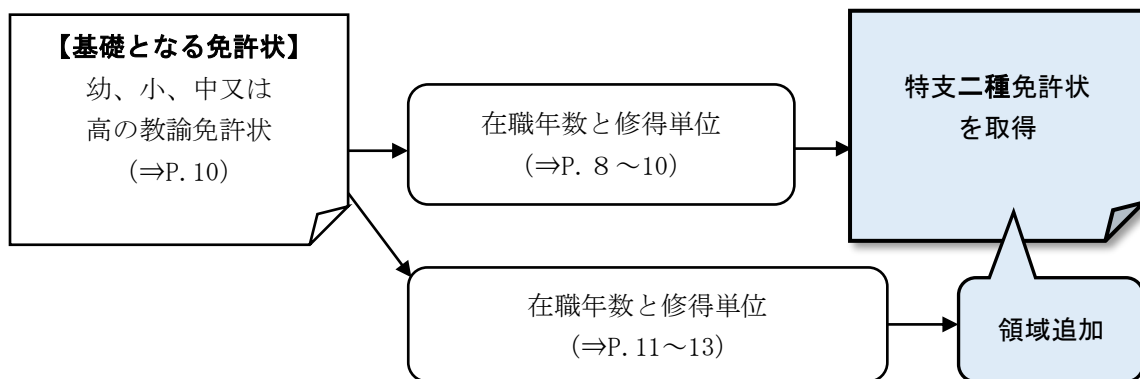 【基礎となる免許状】
幼、小、中又は
高の教諭免許状
(⇒P.10)
在職年数と修得単位
(⇒P.８～10)
特支二種免許状
を取得
在職年数と修得単位
(⇒P.11～13)
領域追加